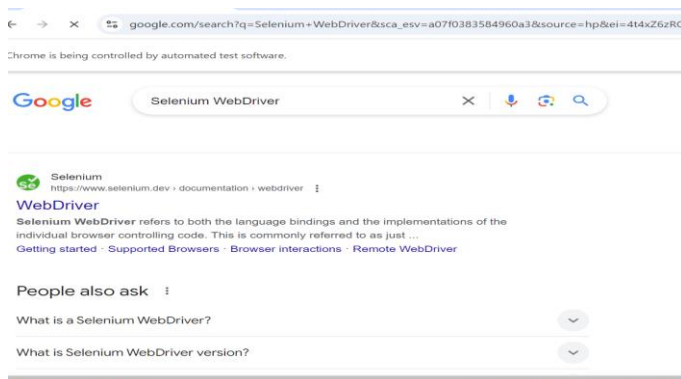 google.com/search?q=Selenium+WebDriver&sca_esv=a07f0383584960a3&source=hp&ei=4t4xZ6zRC
Chrome is being controlled by automated test software.
Google
Selenium WebDriver
Selenium
https://www.selenium.dev › documentation › webdriver
WebDriver
Selenium WebDriver refers to both the language bindings and the implementations of the
individual browser controlling code. This is commonly referred to as just ...
Getting started · Supported Browsers · Browser interactions · Remote WebDriver
People also ask
What is a Selenium WebDriver?
What is Selenium WebDriver version?